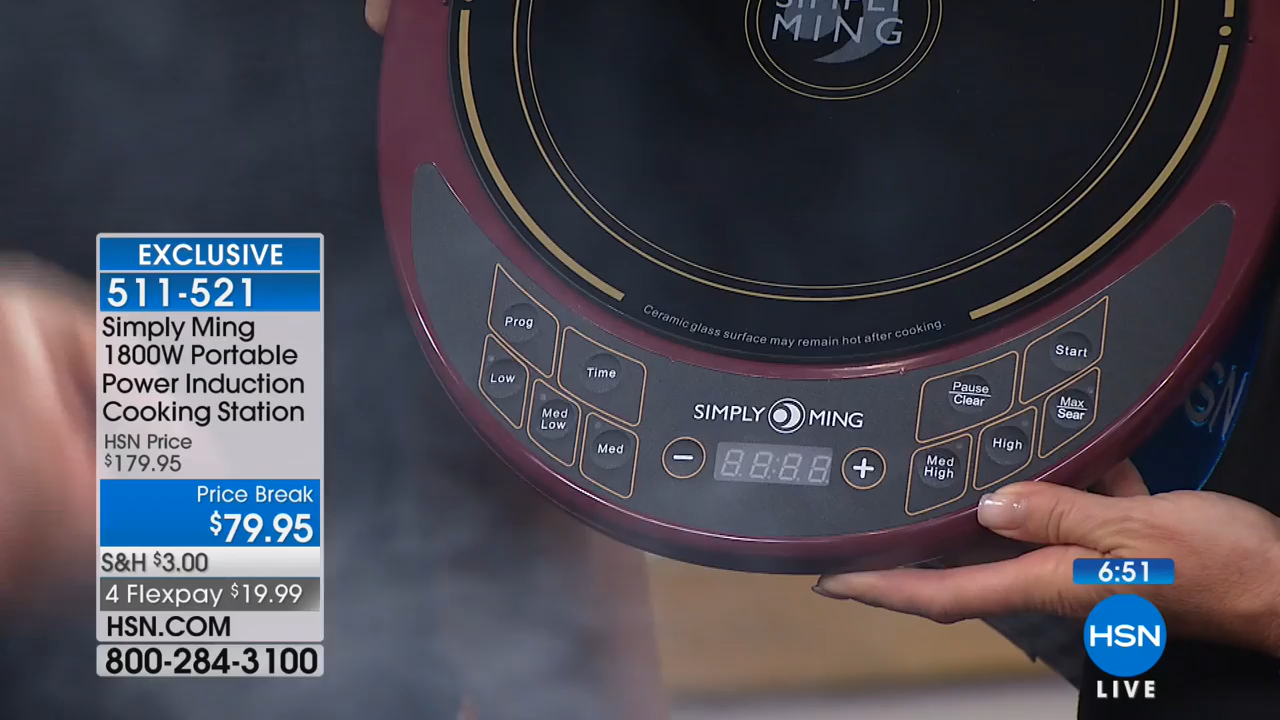 SIMPLY
MING
EXCLUSIVE
511-521
Simply Ming
1800W Portable
Power Induction
Cooking Station
HSN Price
$179.95
Price Break
$79.95
S&H $3.00
4 Flexpay $19.99
HSN.COM
800-284-3100
Ceramic glass surface may remain hot after cooking.
Prog
Time
Low
Med
Low
Med
SIMPLY MING
−
88:88
+
Start
Pause
Clear
Max
Sear
High
Med
High
6:51
HSN
LIVE